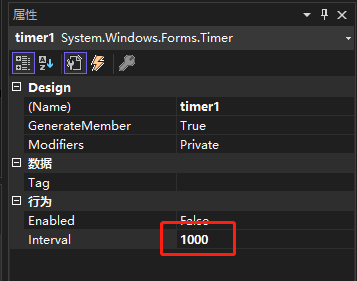 属性
timer1 System.Windows.Forms.Timer
Design
(Name) timer1
GenerateMember True
Modifiers Private
数据
Tag
行为
Enabled False
Interval 1000